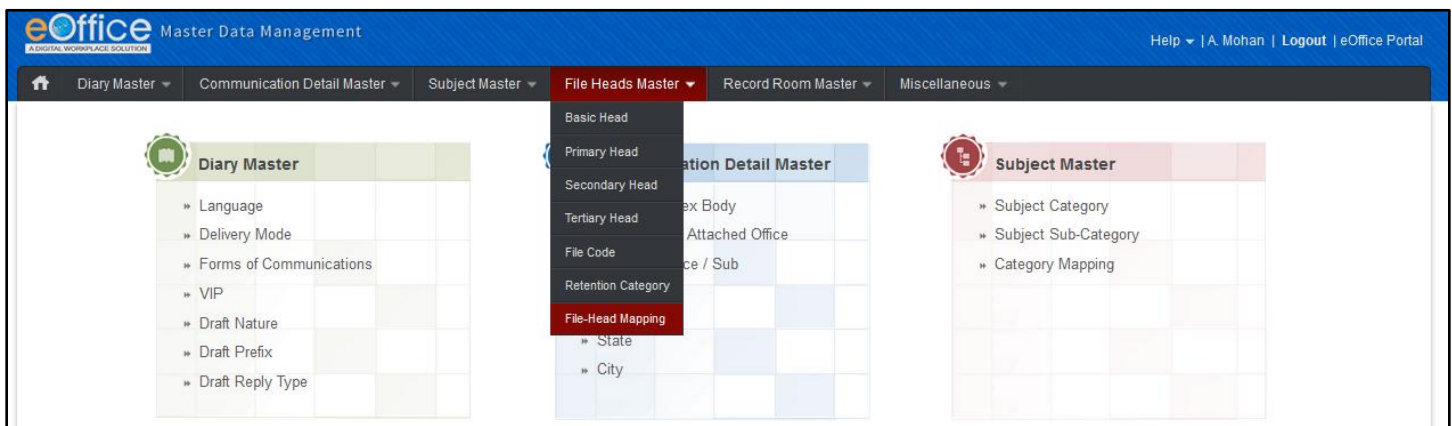 eOffice Master Data Management
A DIGITAL WORKPLACE SOLUTION
Help | A. Mohan | Logout | eOffice Portal
Diary Master Communication Detail Master Subject Master File Heads Master Record Room Master Miscellaneous
Basic Head
Primary Head
Secondary Head
Tertiary Head
File Code
Retention Category
File-Head Mapping
Diary Master
» Language
» Delivery Mode
» Forms of Communications
» VIP
» Draft Nature
» Draft Prefix
» Draft Reply Type
ation Detail Master
ex Body
Attached Office
ce / Sub
» State
» City
Subject Master
» Subject Category
» Subject Sub-Category
» Category Mapping